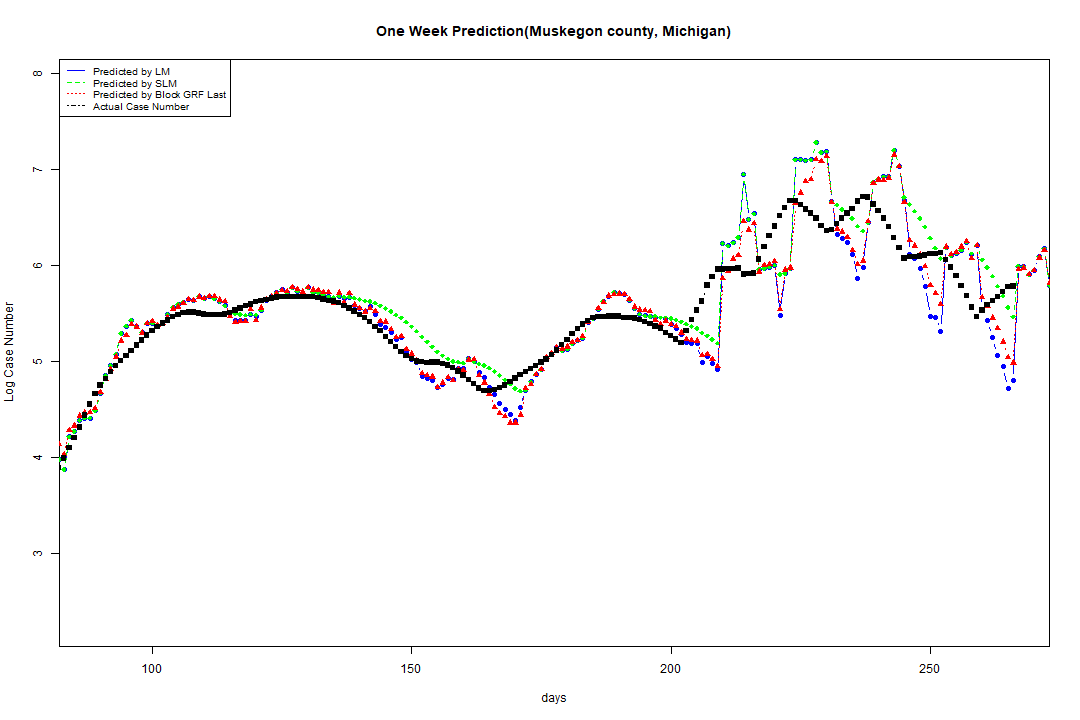 One Week Prediction(Muskegon county, Michigan)
Predicted by LM
Predicted by SLM
Predicted by Block GRF Last
Actual Case Number
8
7
6
5
4
3
Log Case Number
100 150 200 250
days